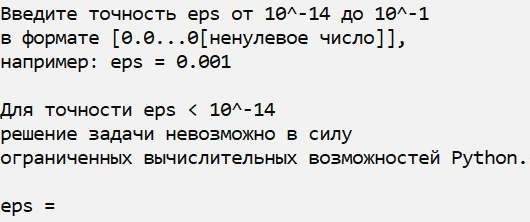 Введите точность eps от 10^-14 до 10^-1
в формате [0.0...0[ненулевое число]],
например: eps = 0.001
Для точности eps < 10^-14
решение задачи невозможно в силу
ограниченных вычислительных возможностей Python.
eps =